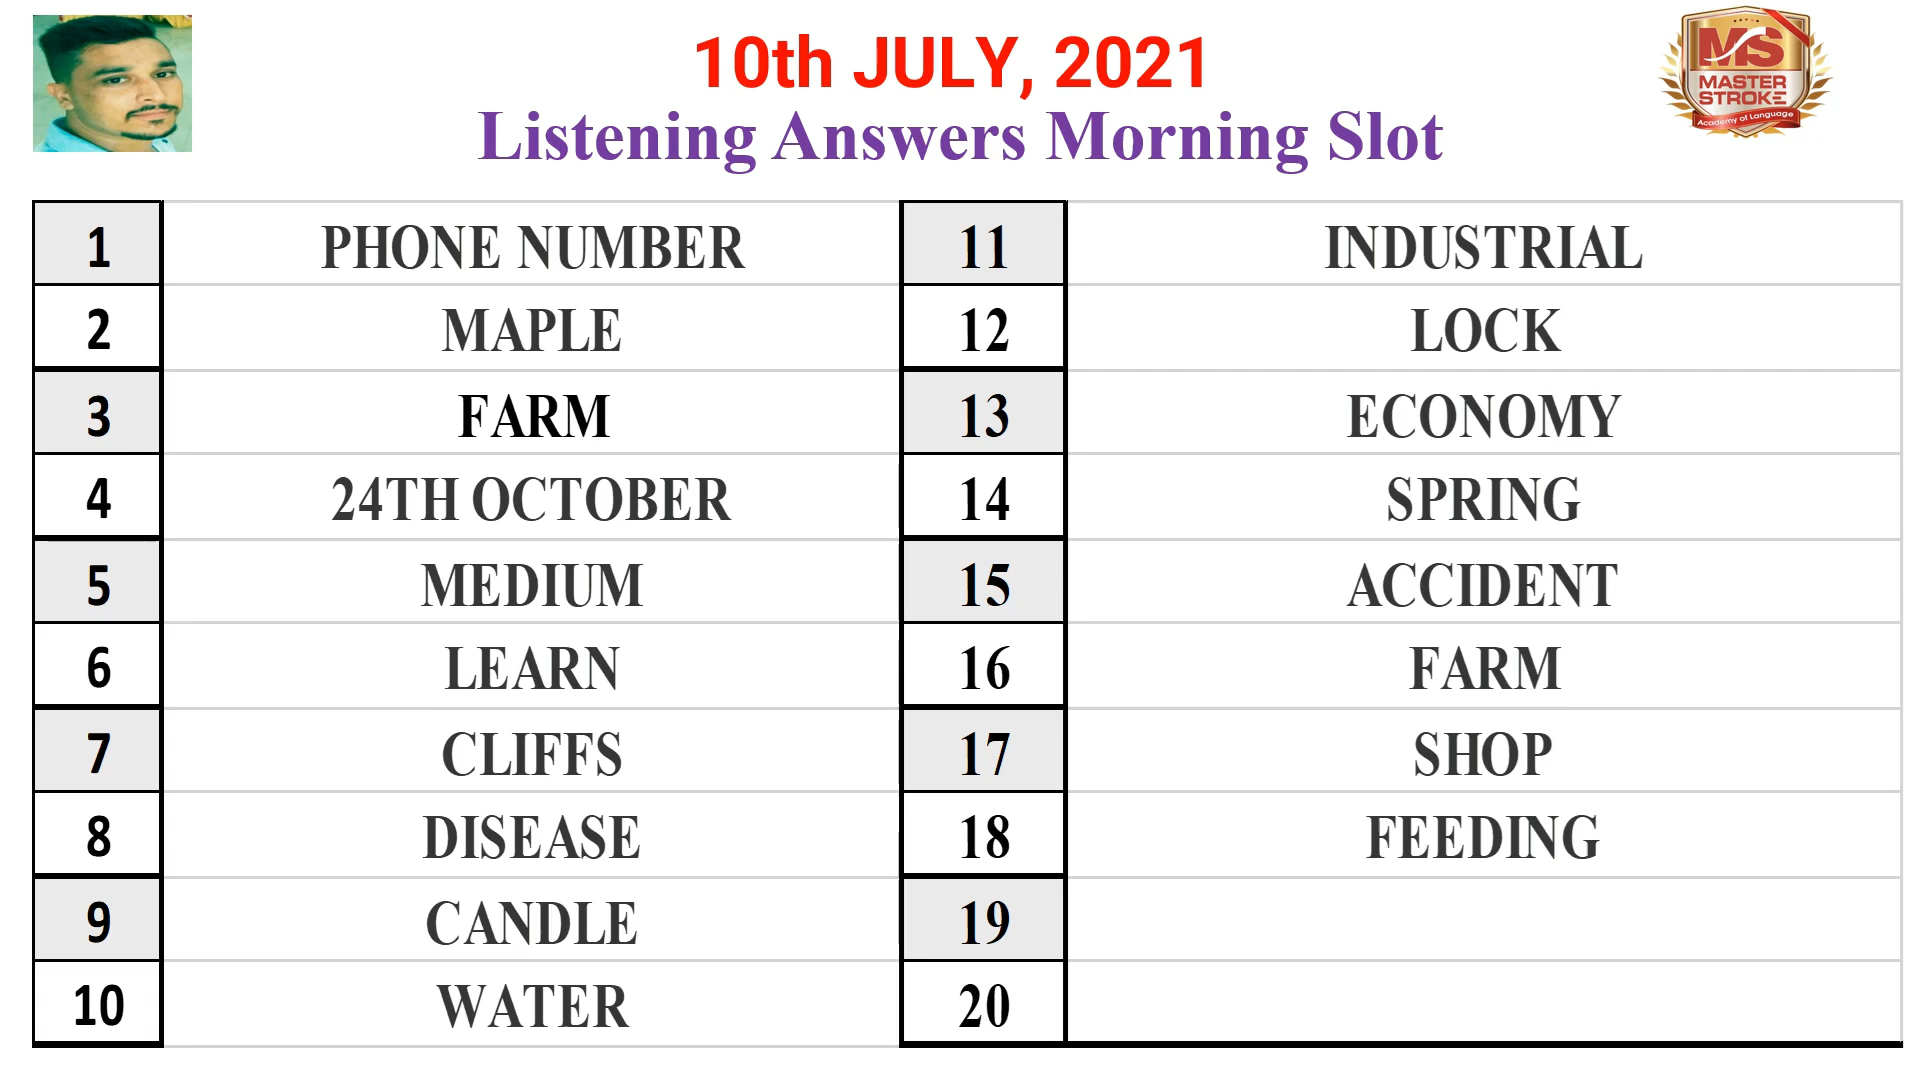 10th JULY, 2021
Listening Answers Morning Slot
MS
MASTER
STROKE
Academy of Language
1 PHONE NUMBER 11 INDUSTRIAL
2 MAPLE 12 LOCK
3 FARM 13 ECONOMY
4 24TH OCTOBER 14 SPRING
5 MEDIUM 15 ACCIDENT
6 LEARN 16 FARM
7 CLIFFS 17 SHOP
8 DISEASE 18 FEEDING
9 CANDLE 19
10 WATER 20